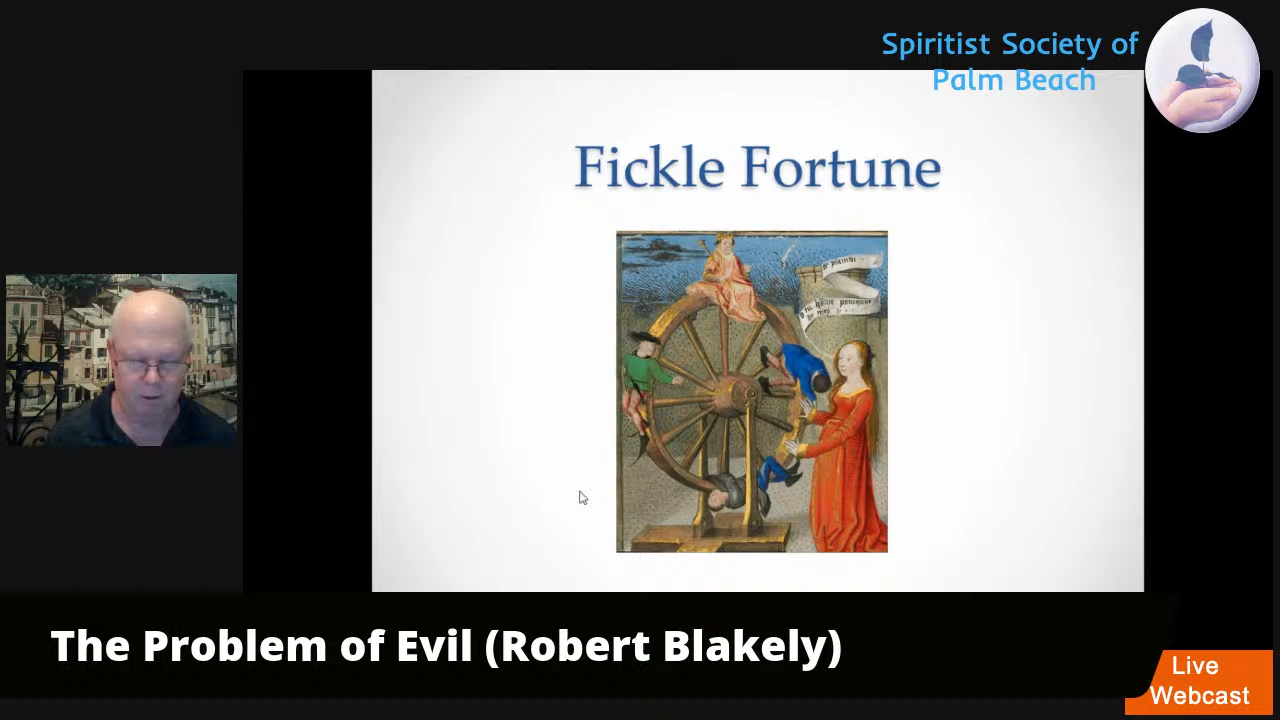 Spiritist Society of
Palm Beach
Fickle Fortune
The Problem of Evil (Robert Blakely)
Live
Webcast